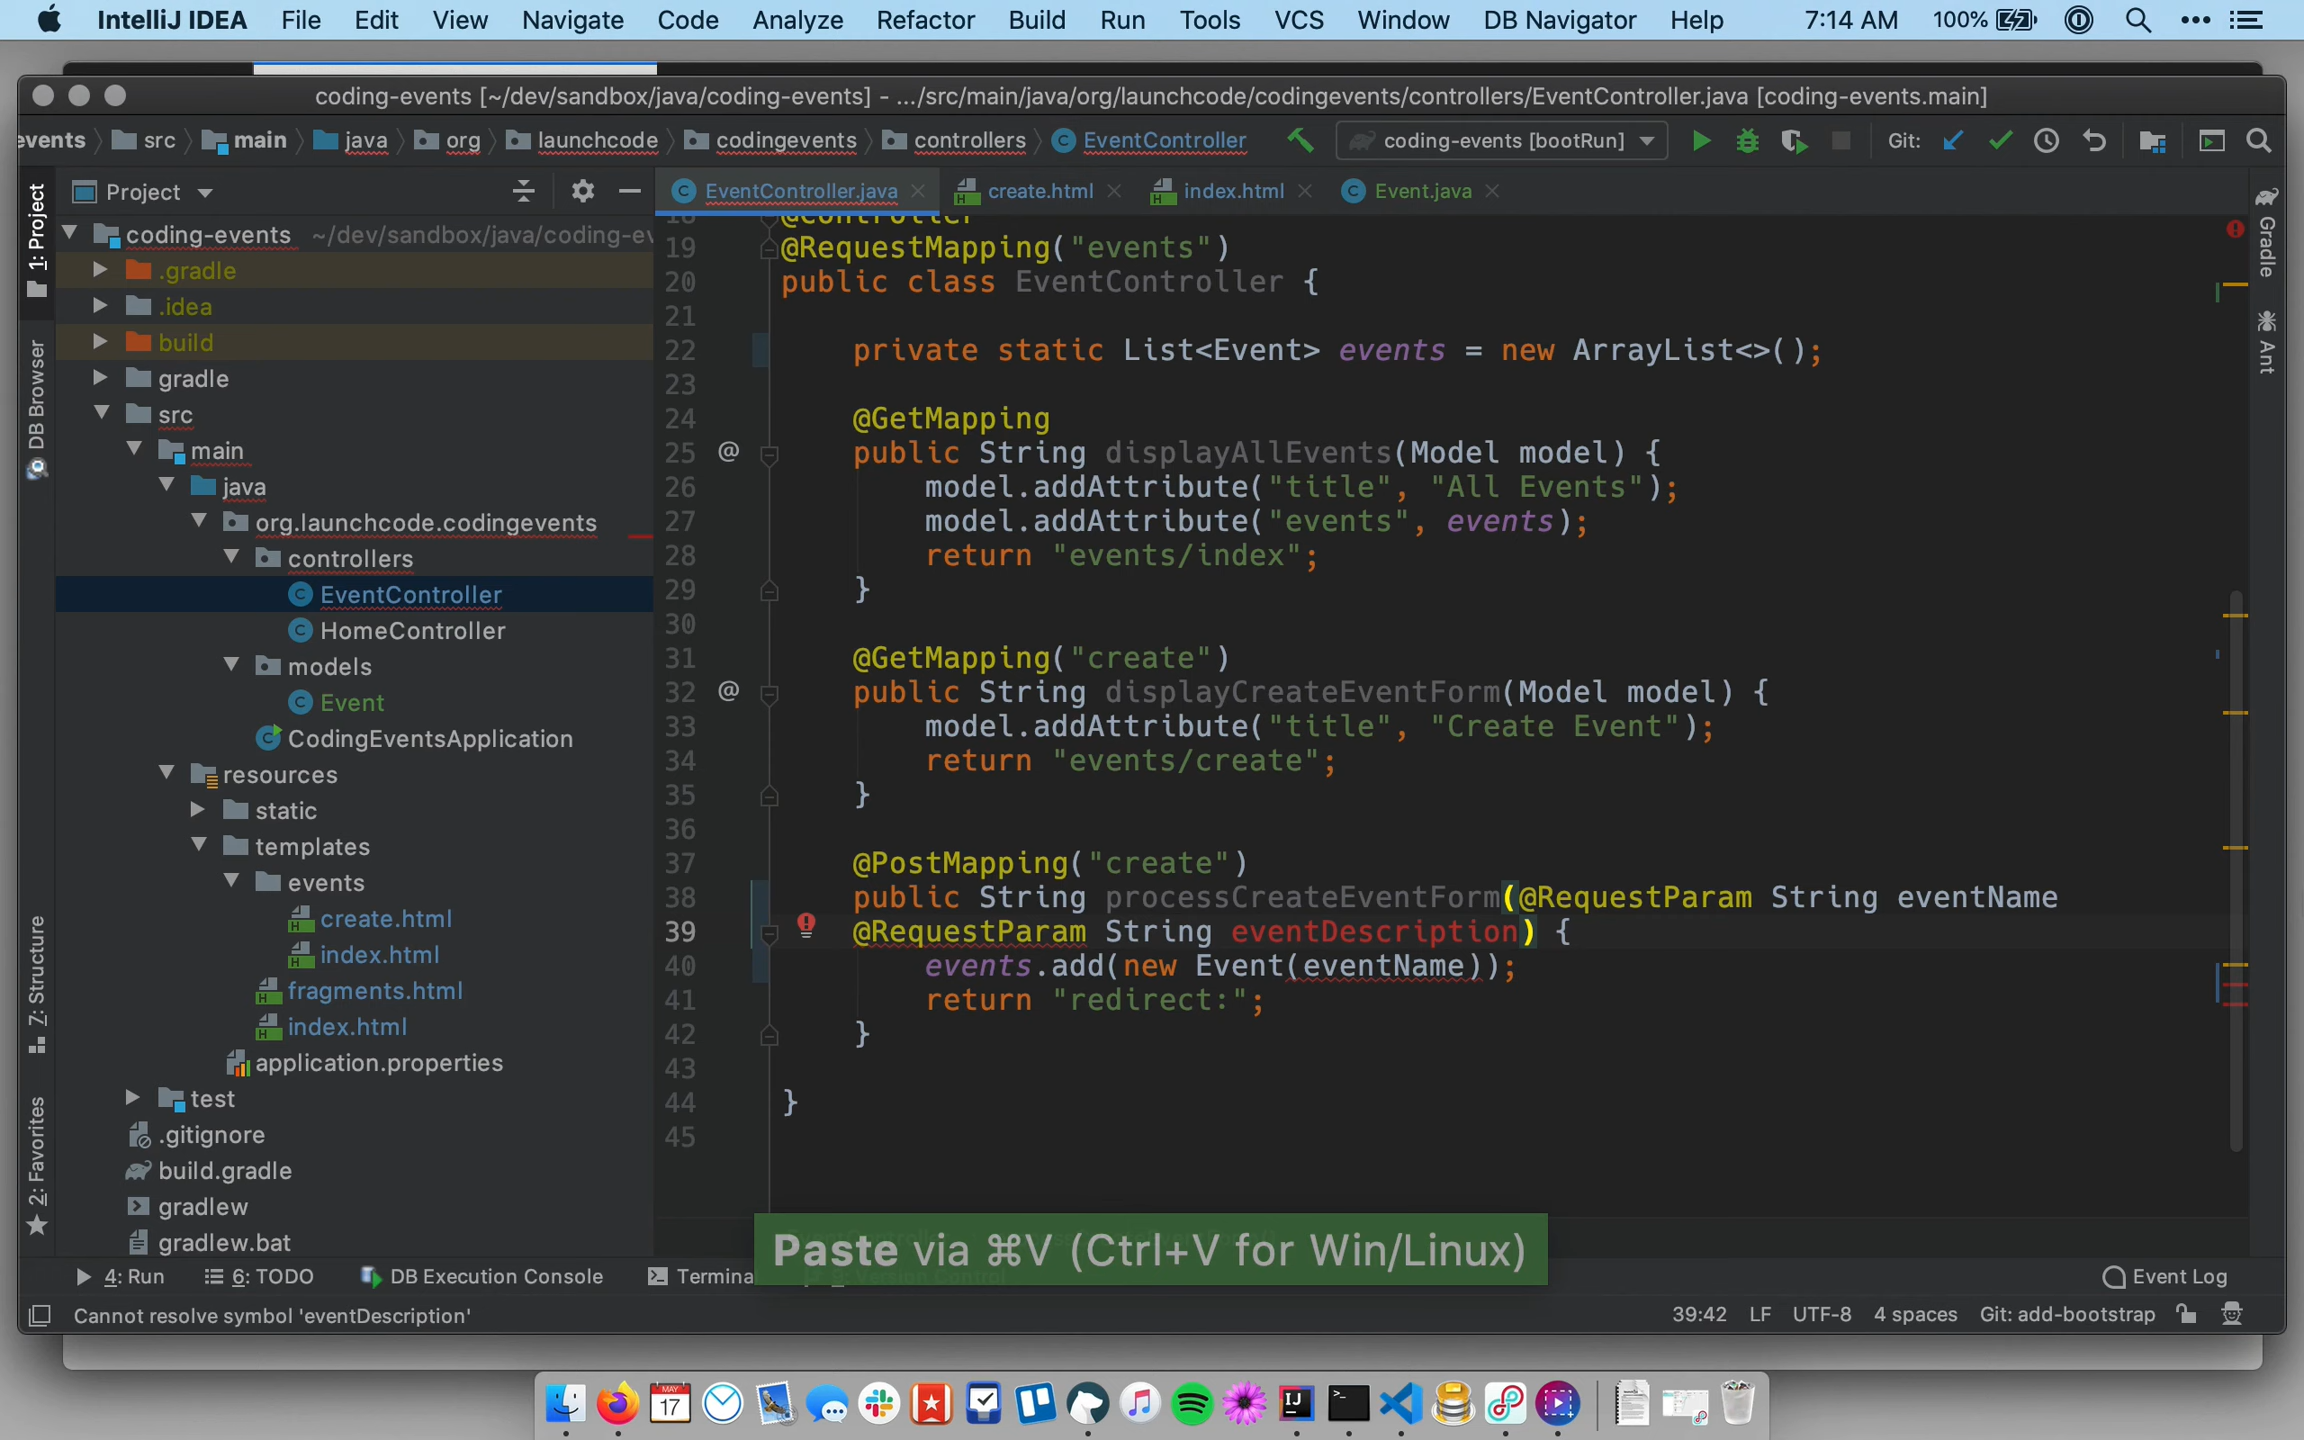 IntelliJ IDEA File Edit View Navigate Code Analyze Refactor Build Run Tools VCS Window DB Navigator Help 7:14 AM 100%
coding-events [~/dev/sandbox/java/coding-events] - .../src/main/java/org/launchcode/codingevents/controllers/EventController.java [coding-events.main]
events src main java org launchcode codingevents controllers EventController coding-events [bootRun] Git:
Project
EventController.java create.html index.html Event.java
1: Project
DB Browser
7: Structure
2: Favorites
coding-events ~/dev/sandbox/java/coding-ev
.gradle
.idea
build
gradle
src
main
java
org.launchcode.codingevents
controllers
EventController
HomeController
models
Event
CodingEventsApplication
resources
static
templates
events
create.html
index.html
fragments.html
index.html
application.properties
test
.gitignore
build.gradle
gradlew
gradlew.bat
18 @Controller
19 @RequestMapping("events")
20 public class EventController {
21
22 private static List<Event> events = new ArrayList<>();
23
24 @GetMapping
25 @ public String displayAllEvents(Model model) {
26 model.addAttribute("title", "All Events");
27 model.addAttribute("events", events);
28 return "events/index";
29 }
30
31 @GetMapping("create")
32 @ public String displayCreateEventForm(Model model) {
33 model.addAttribute("title", "Create Event");
34 return "events/create";
35 }
36
37 @PostMapping("create")
38 public String processCreateEventForm(@RequestParam String eventName
39 @RequestParam String eventDescription) {
40 events.add(new Event(eventName));
41 return "redirect:";
42 }
43
44 }
45
Gradle
Ant
Paste via ⌘V (Ctrl+V for Win/Linux)
4: Run 6: TODO DB Execution Console Termina Event Log
Cannot resolve symbol 'eventDescription' 39:42 LF UTF-8 4 spaces Git: add-bootstrap
MAY
17
IJ